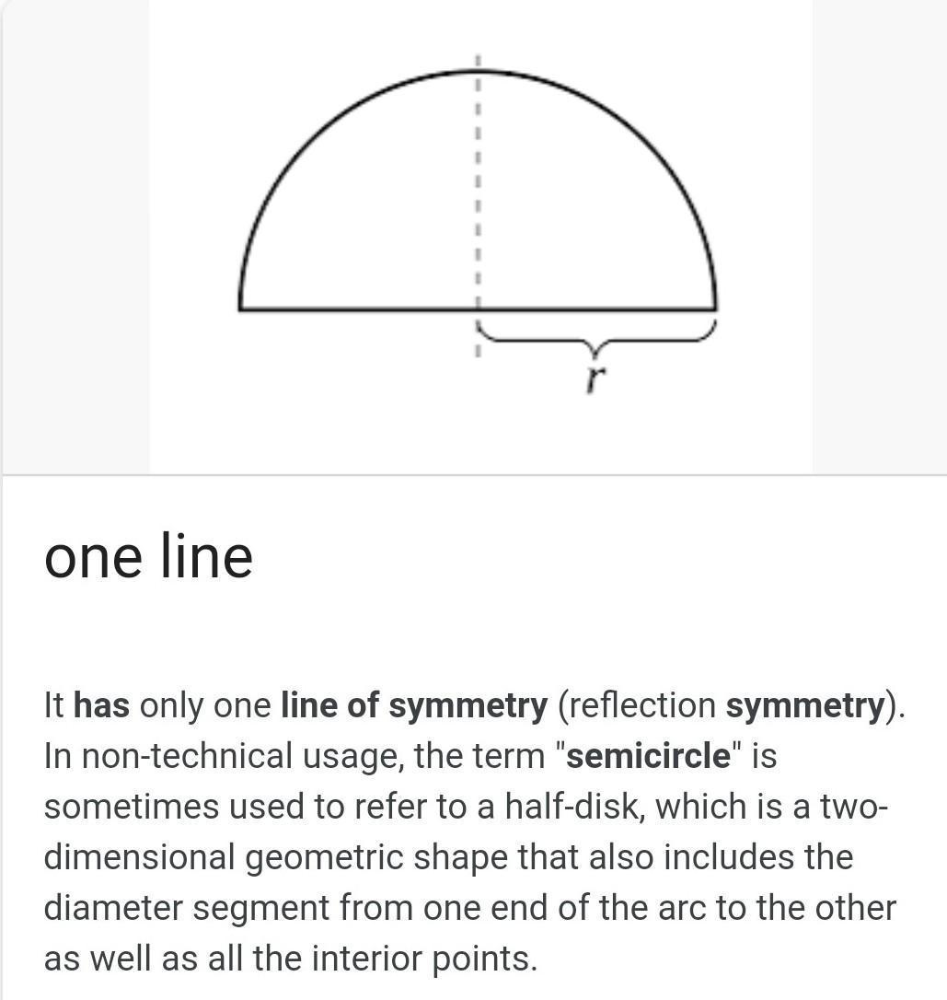 r
one line
It has only one line of symmetry (reflection symmetry).
In non-technical usage, the term "semicircle" is
sometimes used to refer to a half-disk, which is a two-
dimensional geometric shape that also includes the
diameter segment from one end of the arc to the other
as well as all the interior points.